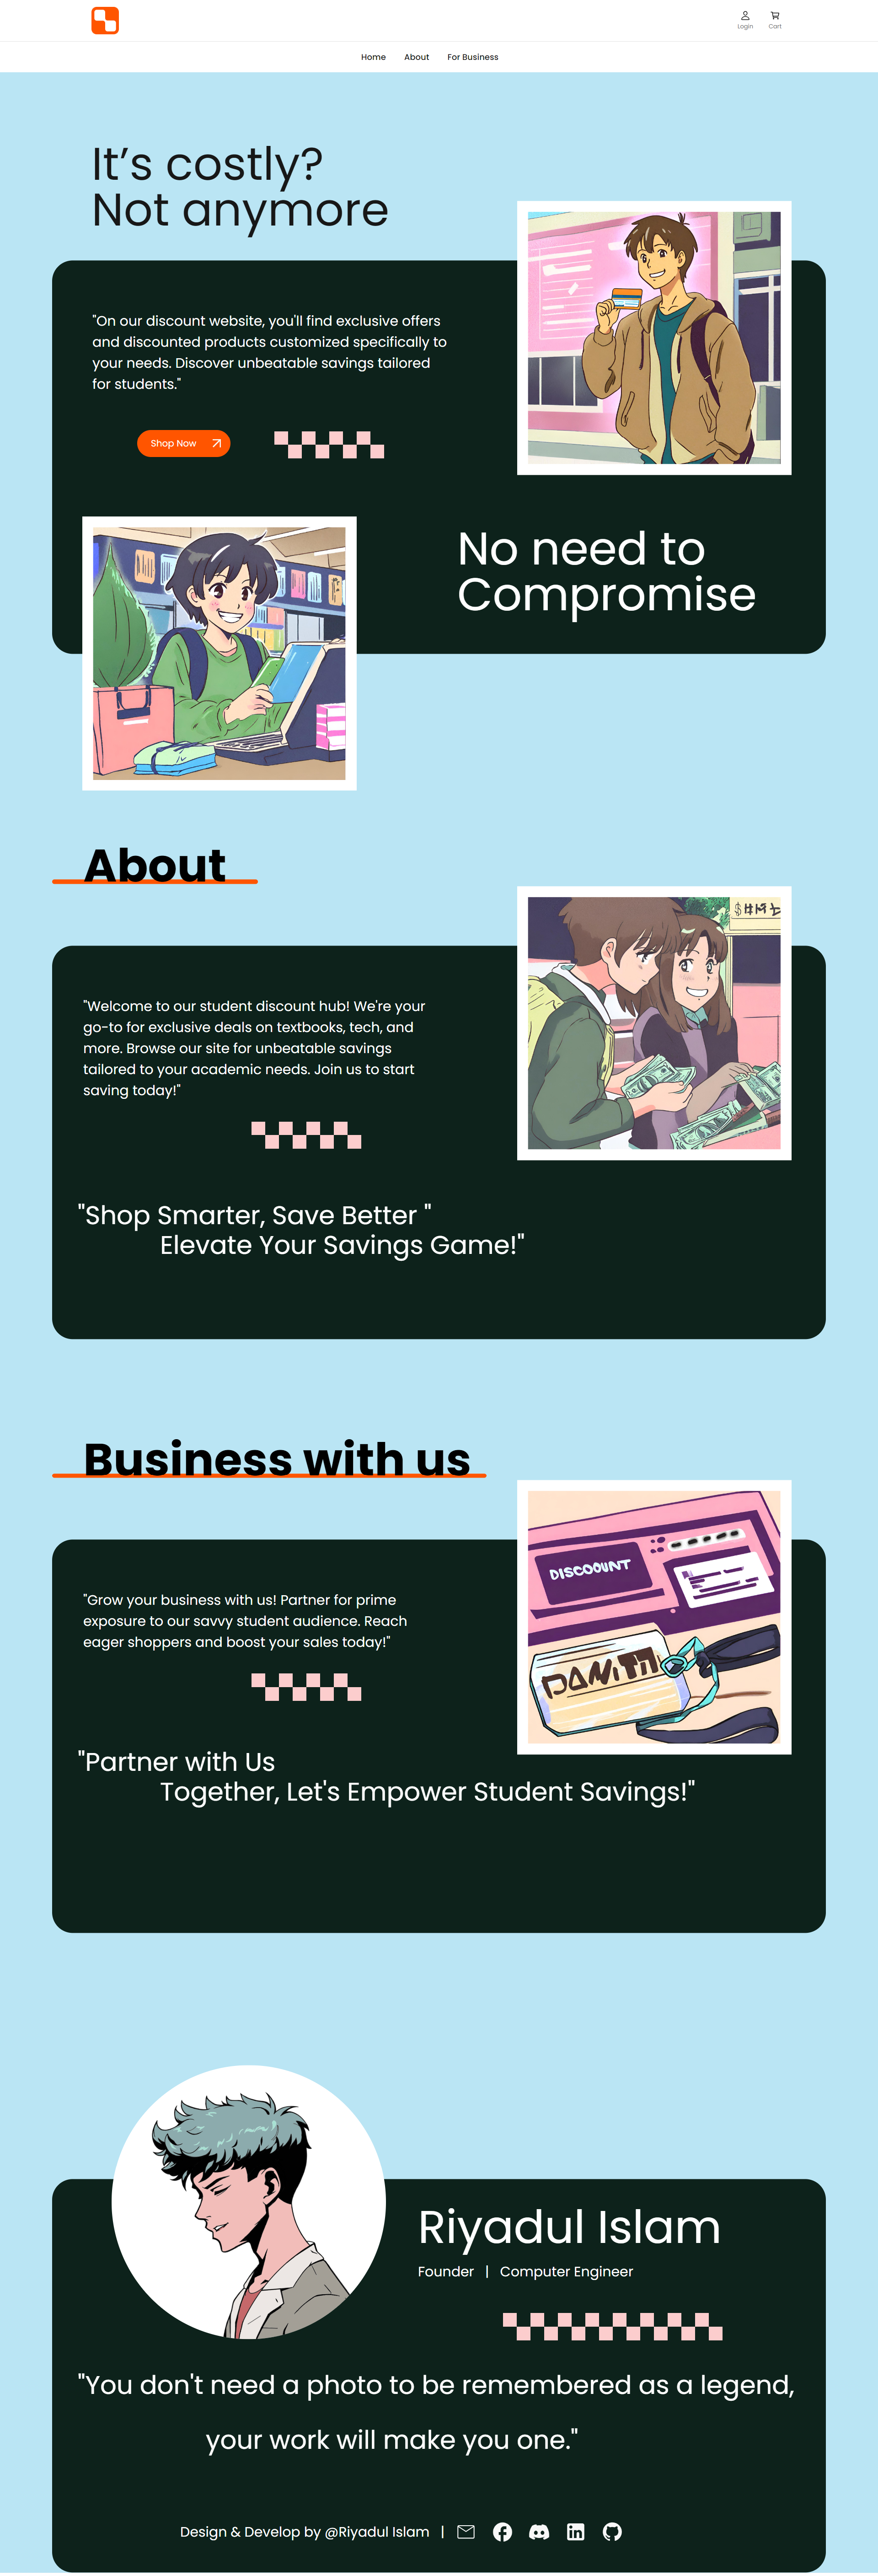 Login Cart
Home About For Business
It’s costly?
Not anymore
"On our discount website, you'll find exclusive offers
and discounted products customized specifically to
your needs. Discover unbeatable savings tailored
for students."
Shop Now
No need to
Compromise
About
"Welcome to our student discount hub! We're your
go-to for exclusive deals on textbooks, tech, and
more. Browse our site for unbeatable savings
tailored to your academic needs. Join us to start
saving today!"
"Shop Smarter, Save Better "
Elevate Your Savings Game!"
Business with us
DISCOOUNT
"Grow your business with us! Partner for prime
exposure to our savvy student audience. Reach
eager shoppers and boost your sales today!"
"Partner with Us
Together, Let's Empower Student Savings!"
Riyadul Islam
Founder | Computer Engineer
"You don't need a photo to be remembered as a legend,
your work will make you one."
Design & Develop by @Riyadul Islam |